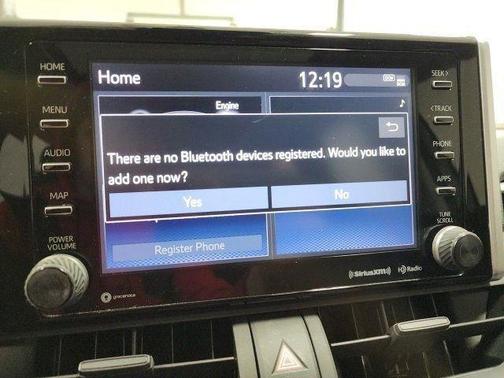 HOME
MENU
AUDIO
MAP
POWER
VOLUME
Home 12:19
Engine
There are no Bluetooth devices registered. Would you like to
add one now?
Yes No
Register Phone
SEEK >
< TRACK
PHONE
APPS
TUNE
SCROLL
gracenote
((SiriusXM))
HD Radio